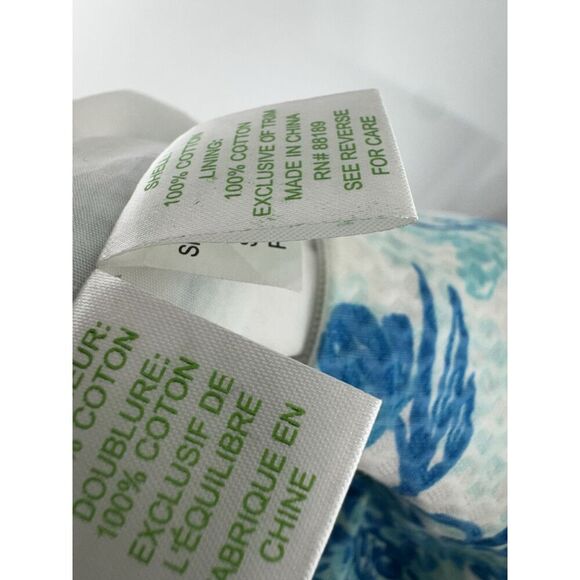 SHELL:
100% COTTON
LINING:
100% COTTON
EXCLUSIVE OF TRIM
MADE IN CHINA
RN# 88189
SEE REVERSE
FOR CARE
EUR:
% COTON
DOUBLURE:
100% COTON
EXCLUSIF DE
L'ÉQUILIBRE
ABRIQUE EN
CHINE